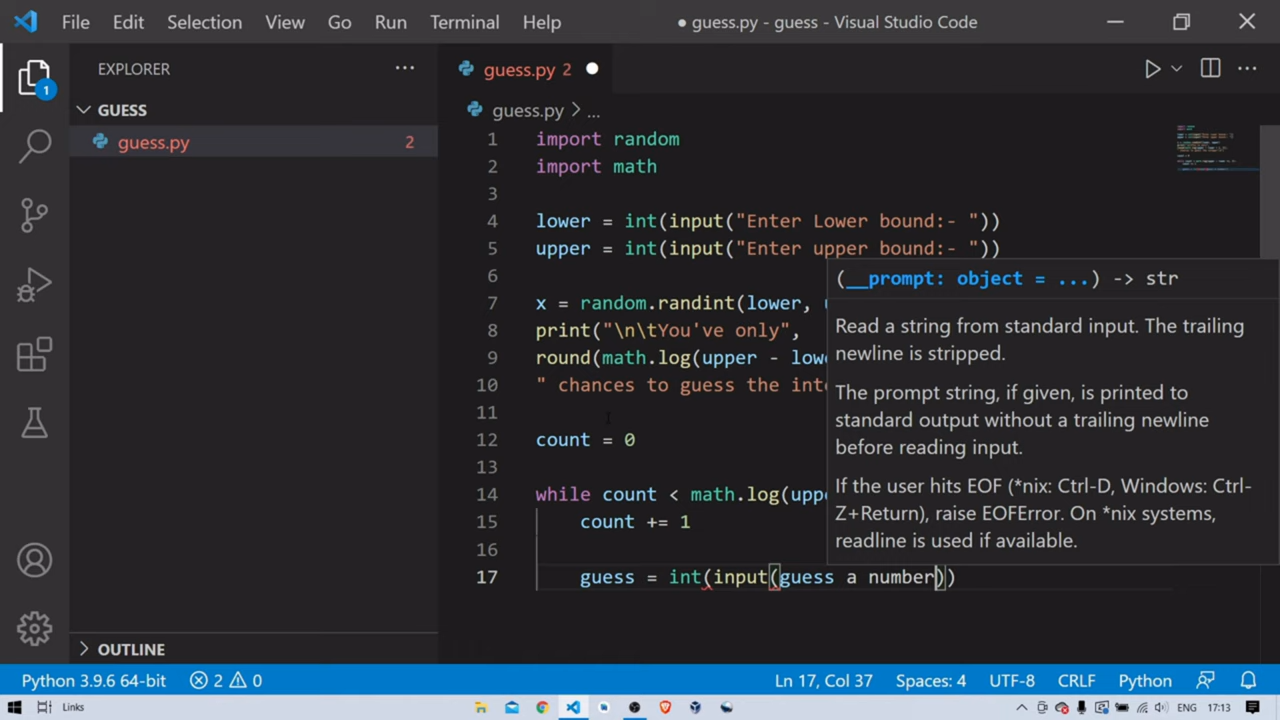 File Edit Selection View Go Run Terminal Help ● guess.py - guess - Visual Studio Code
EXPLORER ···
guess.py 2 ●
1
GUESS
guess.py > ...
guess.py 2
1 import random
2 import math
3
4 lower = int(input("Enter Lower bound:- "))
5 upper = int(input("Enter upper bound:- "))
6
7 x = random.randint(lower, u
8 print("\n\tYou've only",
9 round(math.log(upper - lowe
10 " chances to guess the inte
11
12 count = 0
13
14 while count < math.log(uppe
15 count += 1
16
17 guess = int(input(guess a number))
(__prompt: object = ...) -> str
Read a string from standard input. The trailing
newline is stripped.
The prompt string, if given, is printed to
standard output without a trailing newline
before reading input.
If the user hits EOF (*nix: Ctrl-D, Windows: Ctrl-
Z+Return), raise EOFError. On *nix systems,
readline is used if available.
OUTLINE
Python 3.9.6 64-bit 2 0 Ln 17, Col 37 Spaces: 4 UTF-8 CRLF Python
Links ENG 17:13